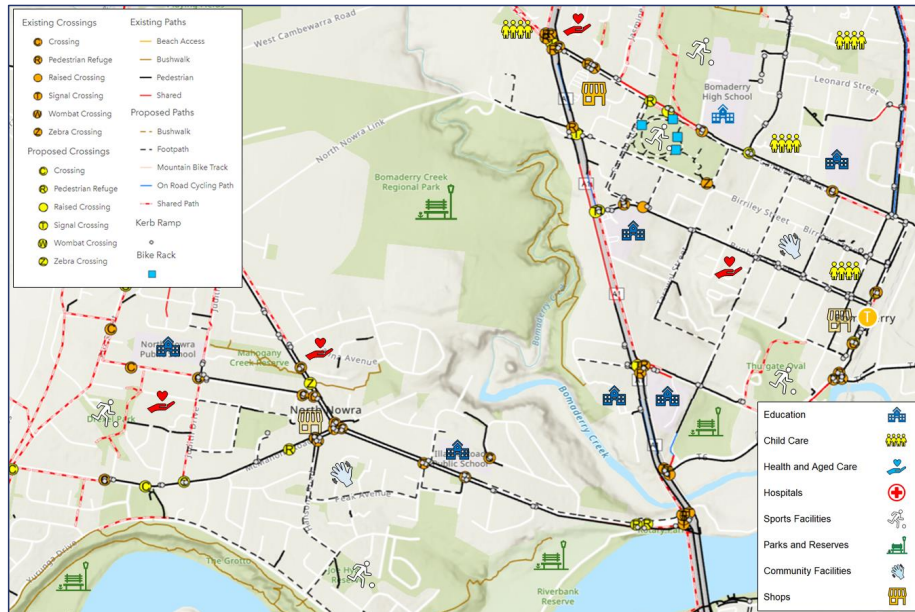 Existing Crossings
Crossing
Pedestrian Refuge
Raised Crossing
Signal Crossing
Wombat Crossing
Zebra Crossing
Proposed Crossings
Crossing
Pedestrian Refuge
Raised Crossing
Signal Crossing
Wombat Crossing
Zebra Crossing
Existing Paths
Beach Access
Bushwalk
Pedestrian
Shared
Proposed Paths
Bushwalk
Footpath
Mountain Bike Track
On Road Cycling Path
Shared Path
Kerb Ramp
Bike Rack
West Cambewarra Road
North Nowra Link
Bomaderry Creek
Regional Park
Bomaderry
High School
Leonard Street
Birriley Street
Thurgate Oval
Bomaderry Creek
Mahogany
Creek Reserve
North Nowra
Public School
North Nowra
Public School
The Grotto
Riverbank
Reserve
Reserve
Education
Child Care
Health and Aged Care
Hospitals
Sports Facilities
Parks and Reserves
Community Facilities
Shops